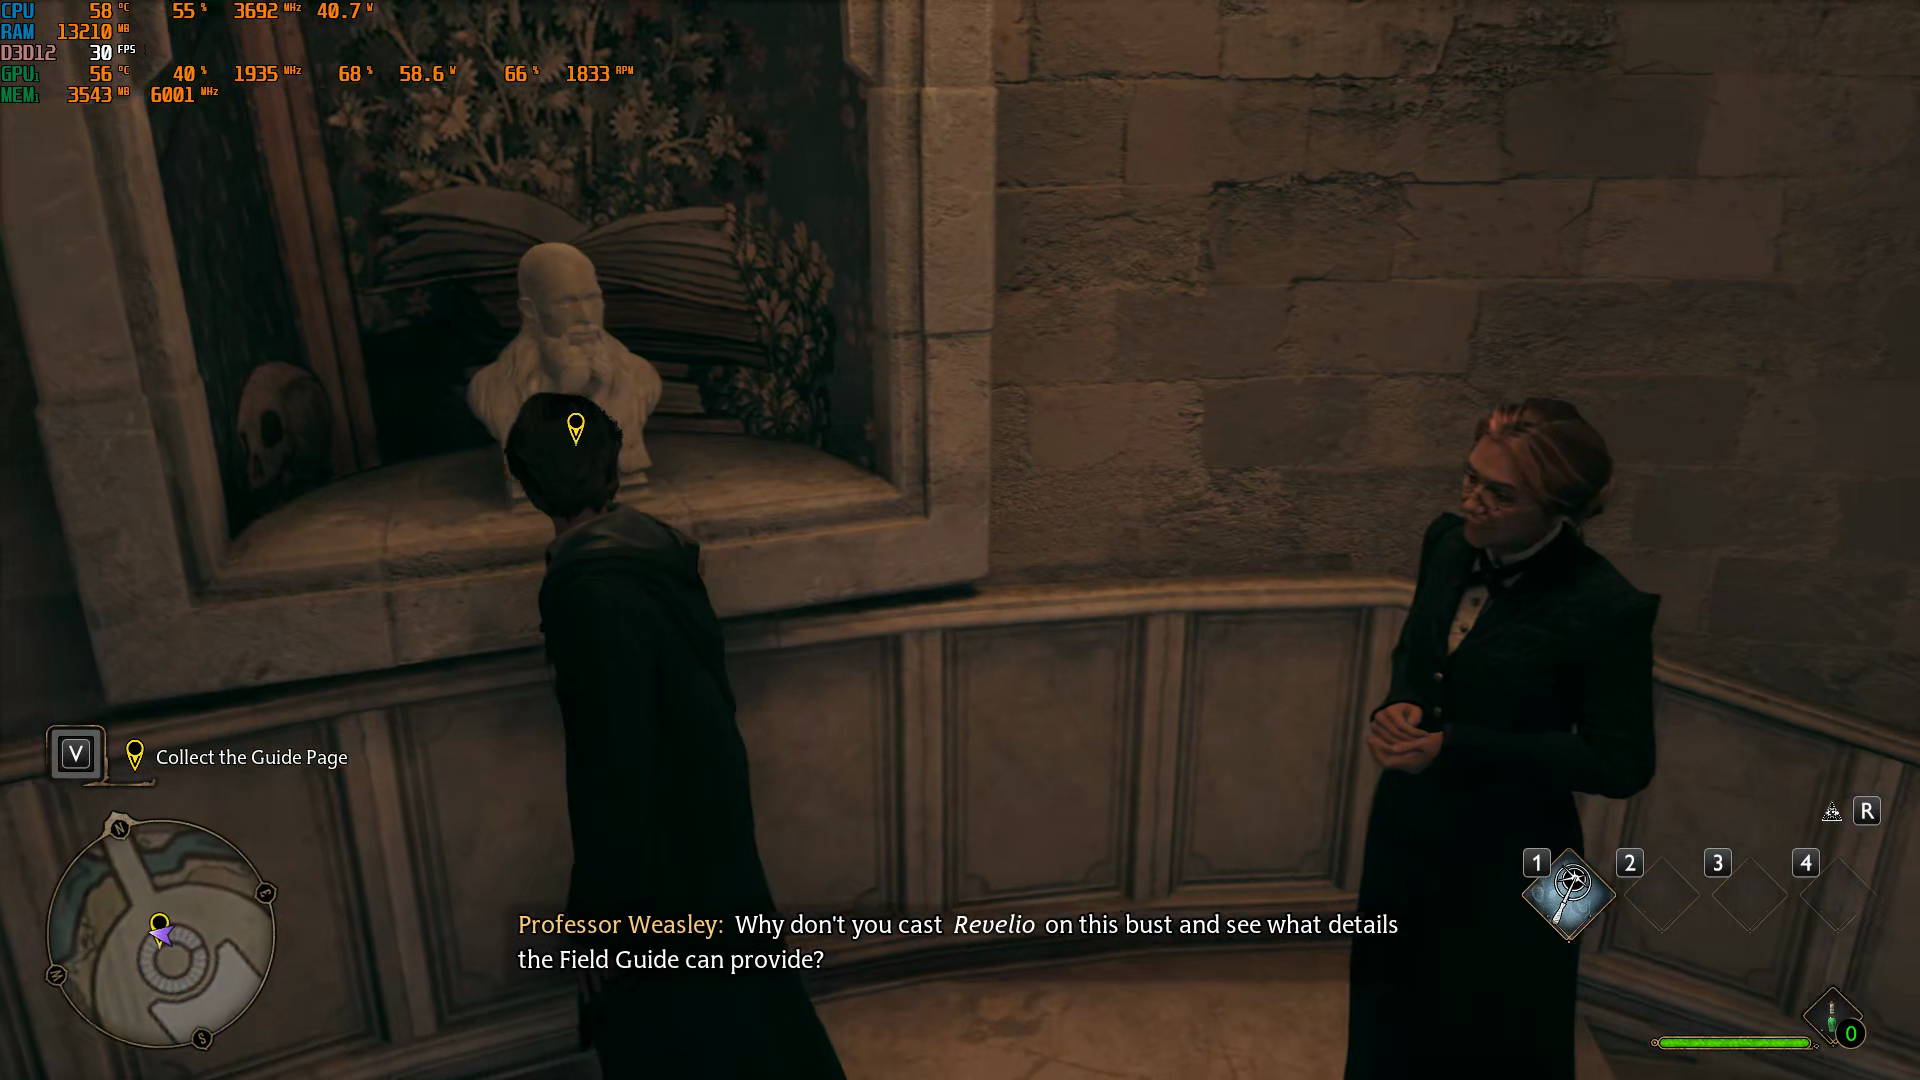 CPU 58 °C 55 % 3692 MHz 40.7 W
RAM 13210 MB
D3D12 30 FPS
GPU1 56 °C 40 % 1935 MHz 68 % 58.6 W 66 % 1833 RPM
MEM1 3543 MB 6001 MHz
V Collect the Guide Page
N
E
W
S
Professor Weasley: Why don't you cast Revelio on this bust and see what details
the Field Guide can provide?
R
1 2 3 4
0